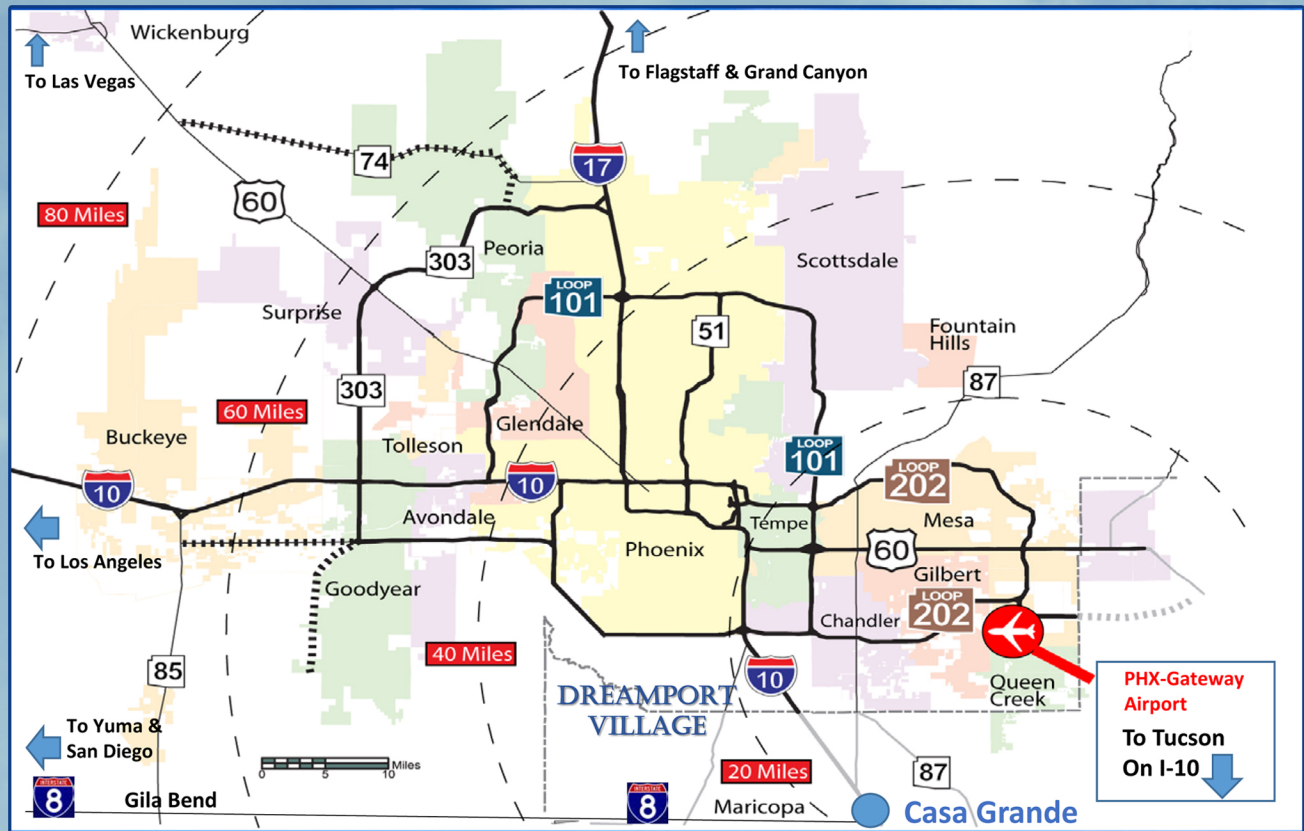 Wickenburg
To Las Vegas
To Flagstaff & Grand Canyon
74
17
60
80 Miles
303
Peoria
Scottsdale
LOOP
101
Surprise
51
Fountain
Hills
87
303
60 Miles
Glendale
Buckeye
Tolleson
LOOP
101
LOOP
202
10
10
Avondale
Tempe
Mesa
Phoenix
60
To Los Angeles
Gilbert
Goodyear
LOOP
202
Chandler
40 Miles
85
10
Queen
Creek
PHX-Gateway
Airport
To Tucson
On I-10
DREAMPORT
VILLAGE
To Yuma &
San Diego
0 5 10
Miles
20 Miles
87
INTERSTATE
8
Gila Bend
INTERSTATE
8
Maricopa
Casa Grande